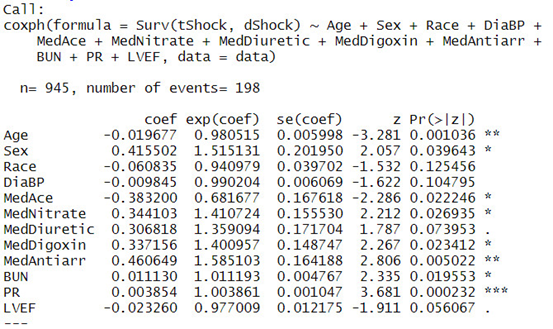 Call:
coxph(formula = Surv(tShock, dShock) ~ Age + Sex + Race + DiaBP +
    MedAce + MedNitrate + MedDiuretic + MedDigoxin + MedAntiarr +
    BUN + PR + LVEF, data = data)
  n= 945, number of events= 198
coef exp(coef) se(coef) z Pr(>|z|)
Age -0.019677 0.980515 0.005998 -3.281 0.001036 **
Sex 0.415502 1.515131 0.201950 2.057 0.039643 *
Race -0.060835 0.940979 0.039702 -1.532 0.125456
DiaBP -0.009845 0.990204 0.006069 -1.622 0.104795
MedAce -0.383200 0.681677 0.167618 -2.286 0.022246 *
MedNitrate 0.344103 1.410724 0.155530 2.212 0.026935 *
MedDiuretic 0.306818 1.359094 0.171704 1.787 0.073953 .
MedDigoxin 0.337156 1.400957 0.148747 2.267 0.023412 *
MedAntiarr 0.460649 1.585103 0.164188 2.806 0.005022 **
BUN 0.011130 1.011193 0.004767 2.335 0.019553 *
PR 0.003854 1.003861 0.001047 3.681 0.000232 ***
LVEF -0.023260 0.977009 0.012175 -1.911 0.056067 .
---